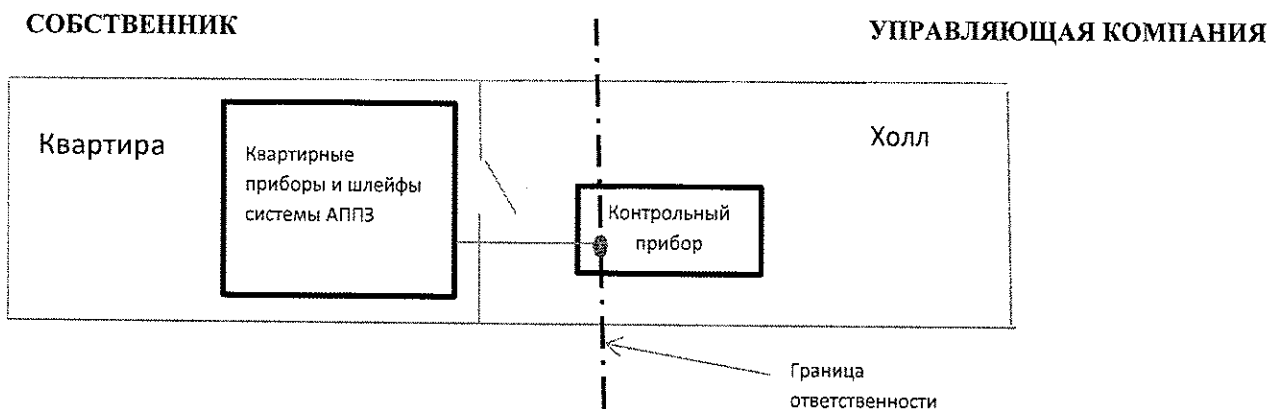 СОБСТВЕННИК
УПРАВЛЯЮЩАЯ КОМПАНИЯ
Квартира
Квартирные
приборы и шлейфы
системы АППЗ
Холл
Контрольный
прибор
Граница
ответственности